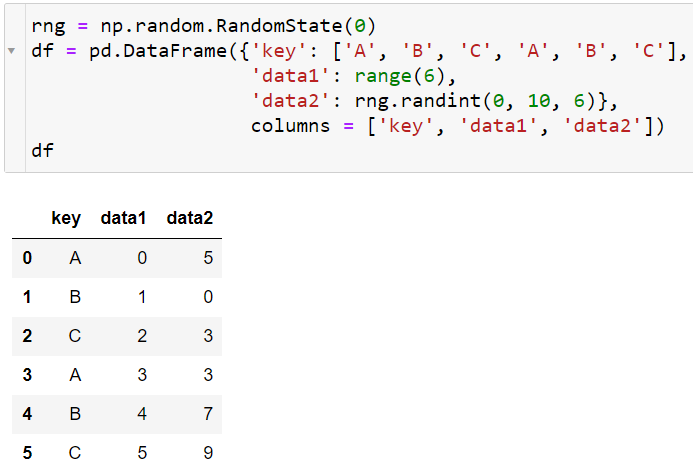 rng = np.random.RandomState(0)
df = pd.DataFrame({'key': ['A', 'B', 'C', 'A', 'B', 'C'],
                   'data1': range(6),
                   'data2': rng.randint(0, 10, 6)},
                   columns = ['key', 'data1', 'data2'])
df
key data1 data2
0 A 0 5
1 B 1 0
2 C 2 3
3 A 3 3
4 B 4 7
5 C 5 9